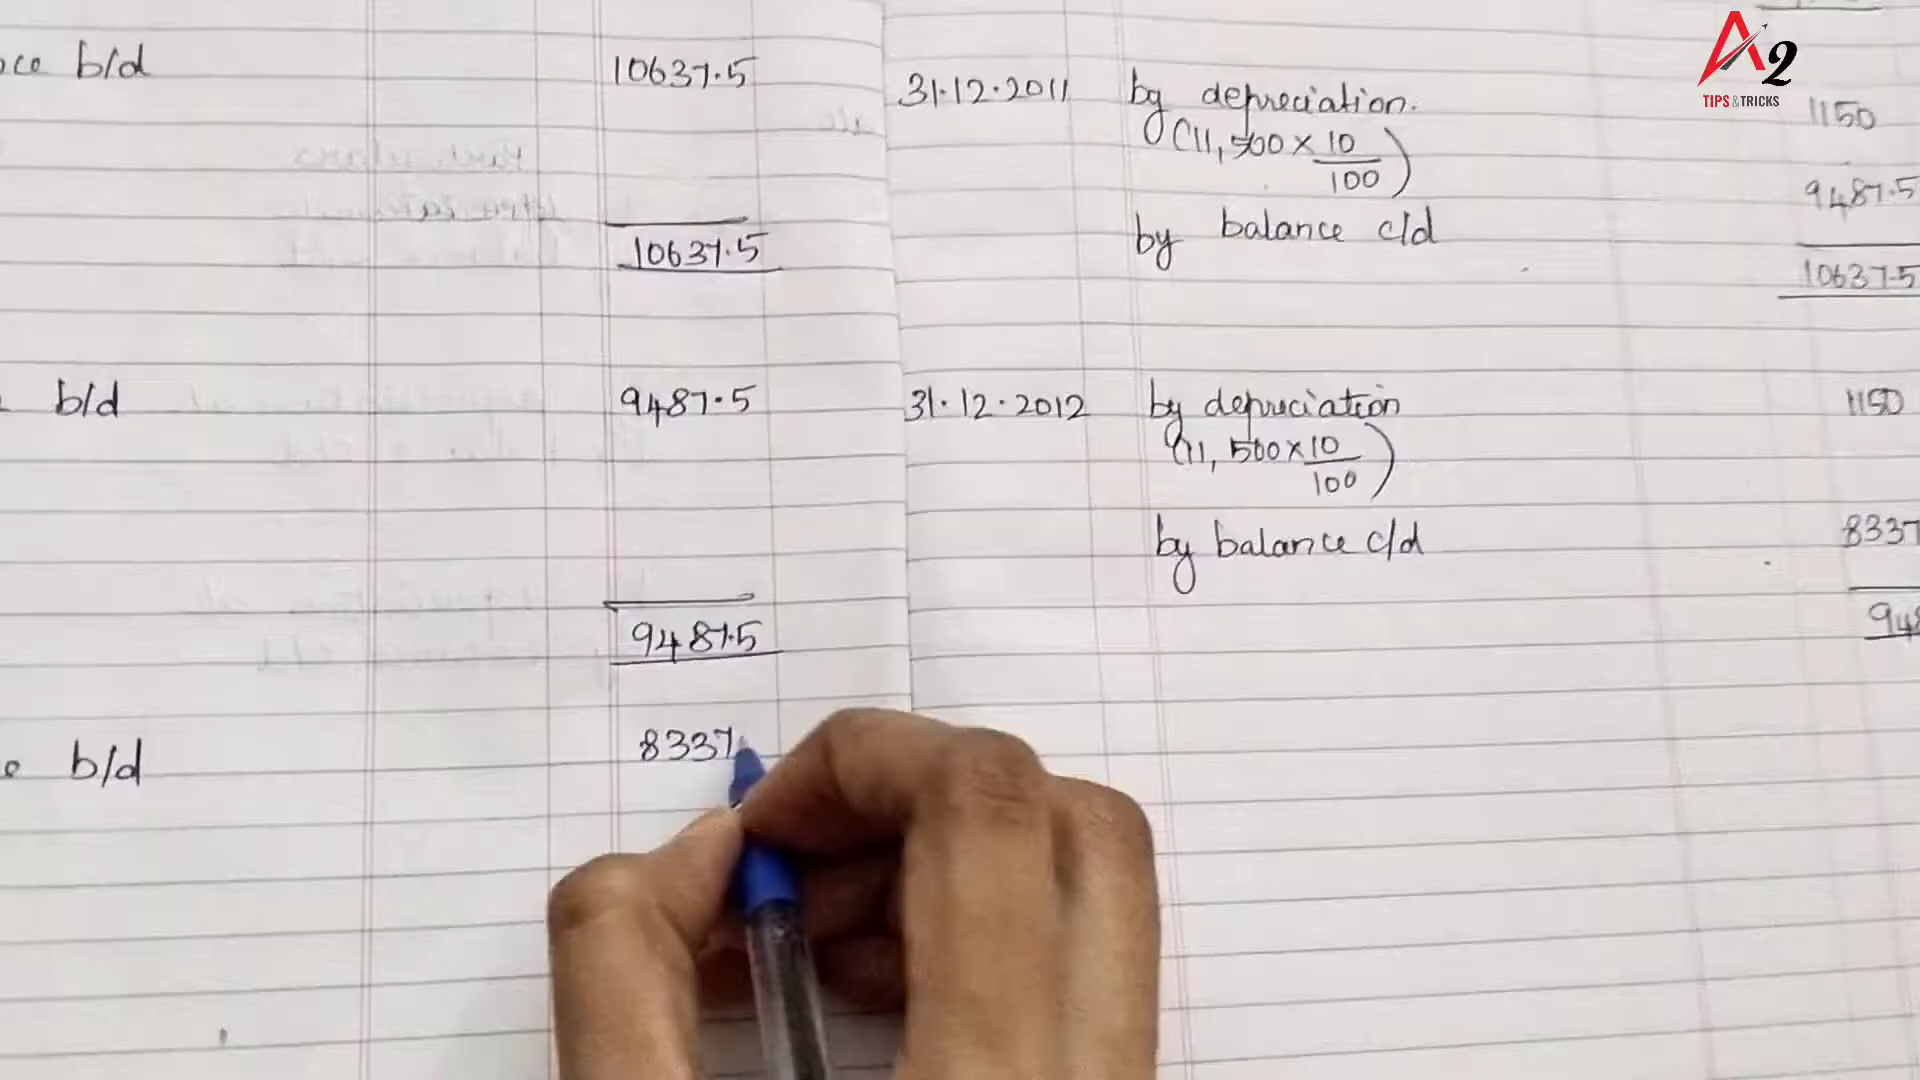 b/d 10637.5 31.12.2011 by depreciation. 1150
(11,500 × 10
100) 9487.5
10637.5 by balance c/d 10637.5
b/d 9487.5 31.12.2012 by depreciation 1150
(11,500 × 10
100)
by balance c/d 8337
9487.5 948
b/d 8337
A2
TIPS & TRICKS